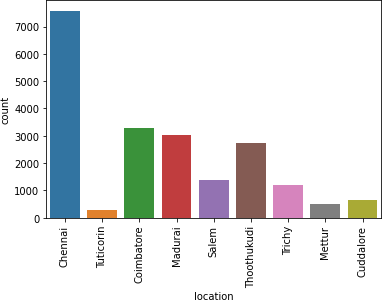 count
7000
6000
5000
4000
3000
2000
1000
0
Chennai
Tuticorin
Coimbatore
Madurai
Salem
Thoothukudi
Trichy
Mettur
Cuddalore
location